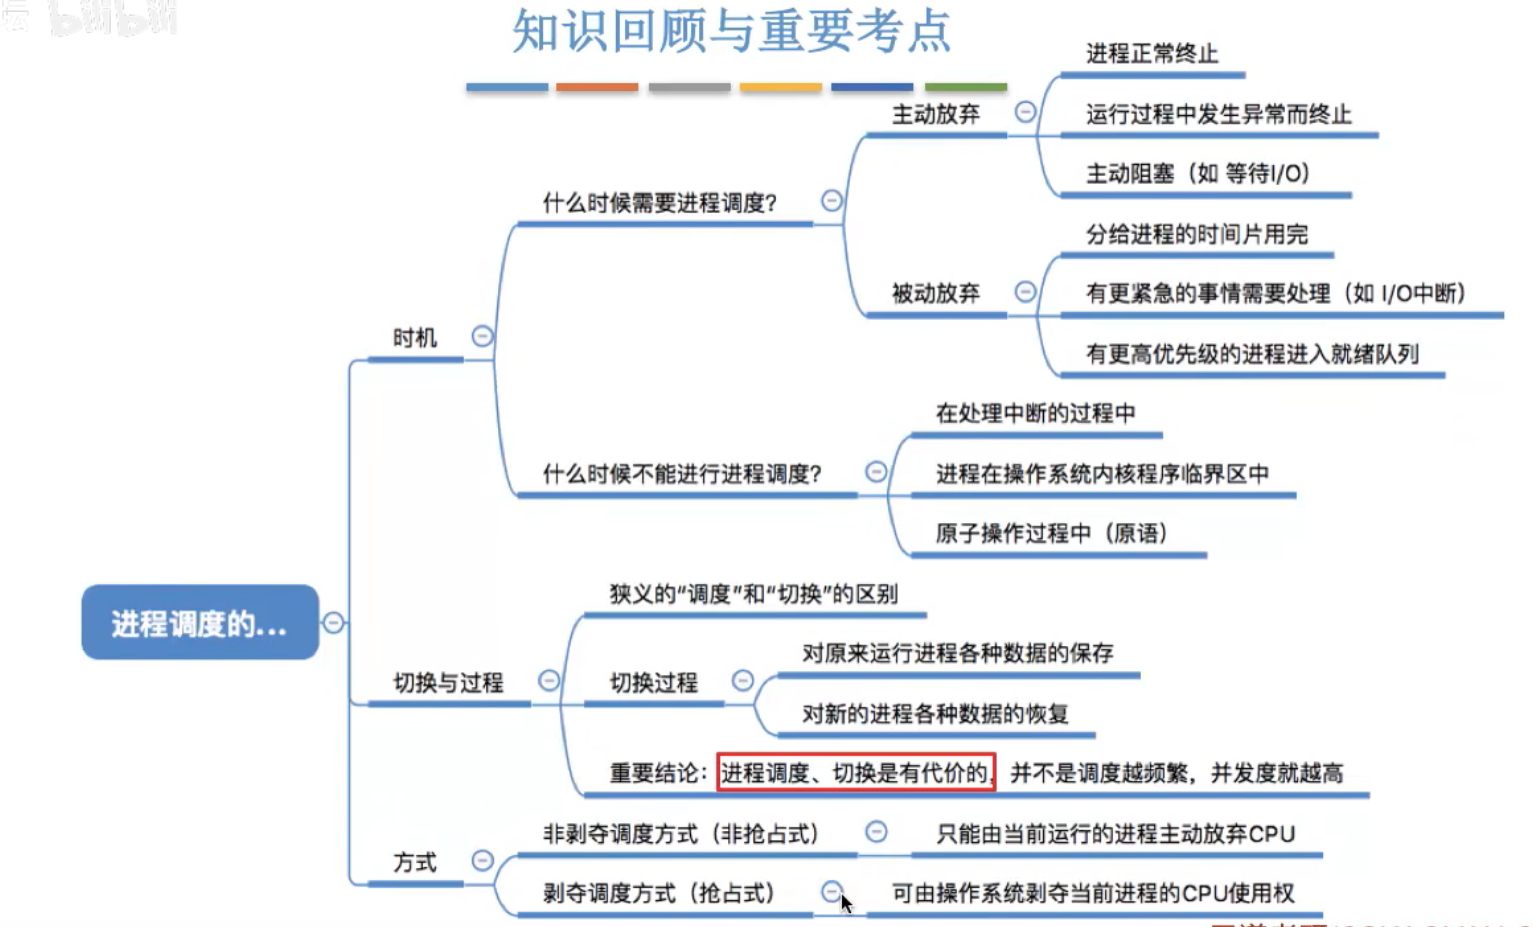 bilibili
知识回顾与重要考点
进程调度的...
时机
什么时候需要进程调度？
主动放弃
进程正常终止
运行过程中发生异常而终止
主动阻塞（如 等待I/O）
被动放弃
分给进程的时间片用完
有更紧急的事情需要处理（如 I/O中断）
有更高优先级的进程进入就绪队列
什么时候不能进行进程调度？
在处理中断的过程中
进程在操作系统内核程序临界区中
原子操作过程中（原语）
切换与过程
狭义的“调度”和“切换”的区别
切换过程
对原来运行进程各种数据的保存
对新的进程各种数据的恢复
重要结论：进程调度、切换是有代价的，并不是调度越频繁，并发度就越高
方式
非剥夺调度方式（非抢占式）
只能由当前运行的进程主动放弃CPU
剥夺调度方式（抢占式）
可由操作系统剥夺当前进程的CPU使用权